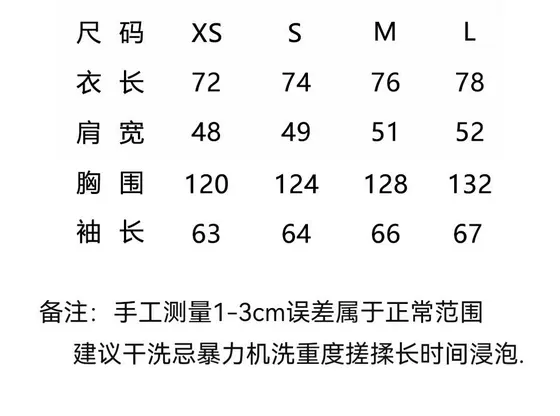 尺码 XS S M L
衣长 72 74 76 78
肩宽 48 49 51 52
胸围 120 124 128 132
袖长 63 64 66 67
备注：手工测量1-3cm误差属于正常范围
建议干洗忌暴力机洗重度搓揉长时间浸泡.